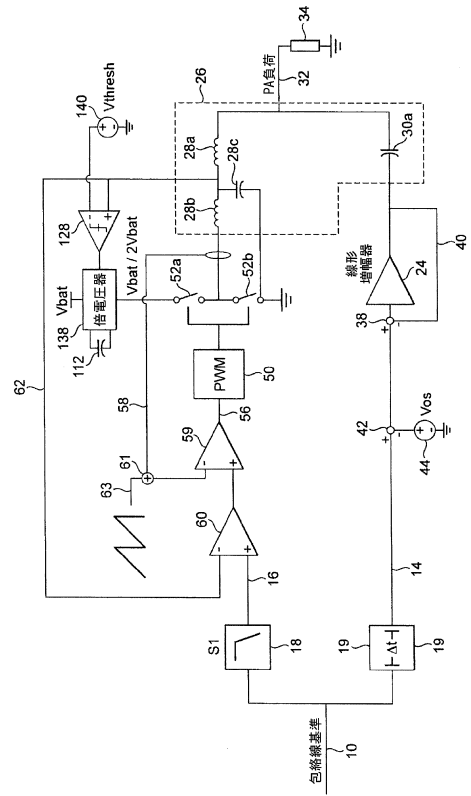 34
PA負荷
32
26
30a
28a
28c
28b
140
Vthresh
128
-
+
Vbat
倍電圧器
138
112
Vbat / 2Vbat
52a
52b
62
58
PWM
50
56
59
-
+
61
63
60
-
+
16
S1
18
線形
増幅器
24
40
38
+
-
42
+
-
Vos
44
14
19
Δt
19
包絡線基準
10